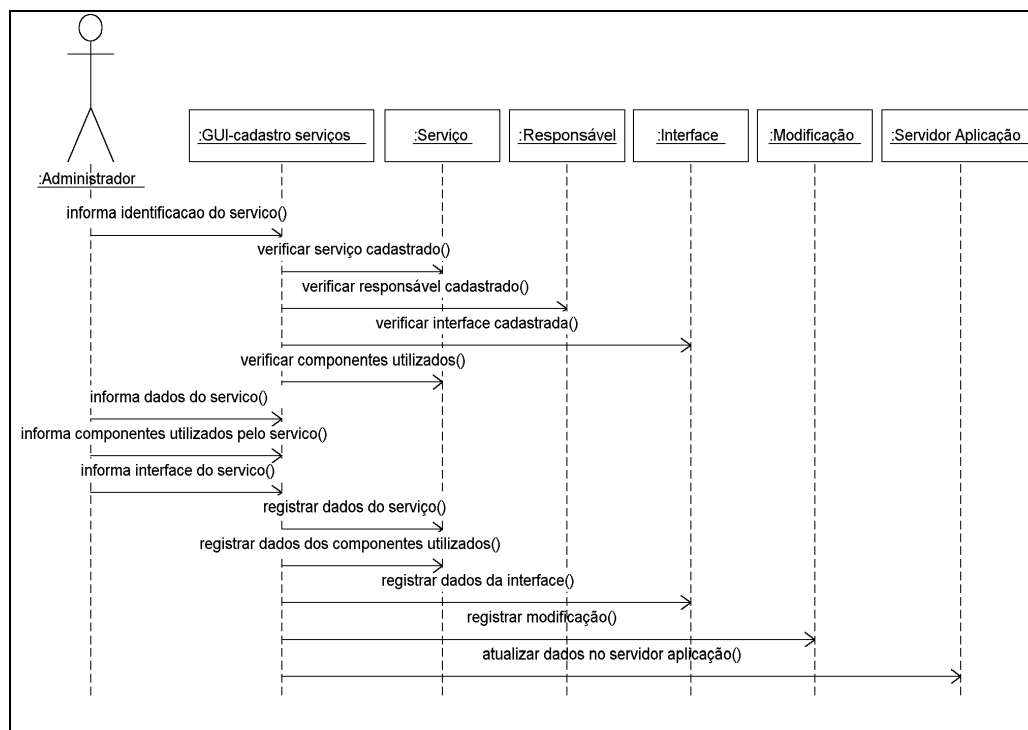 :GUI-cadastro serviços
:Serviço
:Responsável
:Interface
:Modificação
:Servidor Aplicação
:Administrador
informa identificacao do servico()
verificar serviço cadastrado()
verificar responsável cadastrado()
verificar interface cadastrada()
verificar componentes utilizados()
informa dados do servico()
informa componentes utilizados pelo servico()
informa interface do servico()
registrar dados do serviço()
registrar dados dos componentes utilizados()
registrar dados da interface()
registrar modificação()
atualizar dados no servidor aplicação()